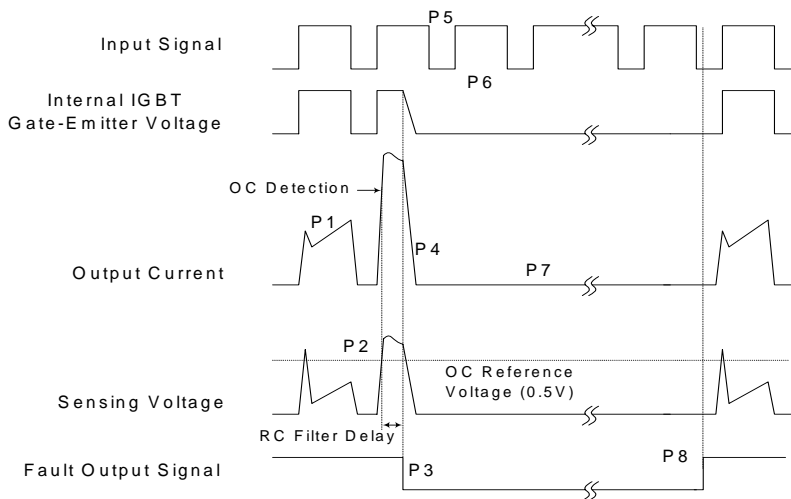 P5
Input Signal
P6
Internal IGBT
Gate-Emitter Voltage
OC Detection
P1
P4
Output Current
P7
P2
OC Reference
Voltage (0.5V)
Sensing Voltage
RC Filter Delay
Fault Output Signal
P3
P8